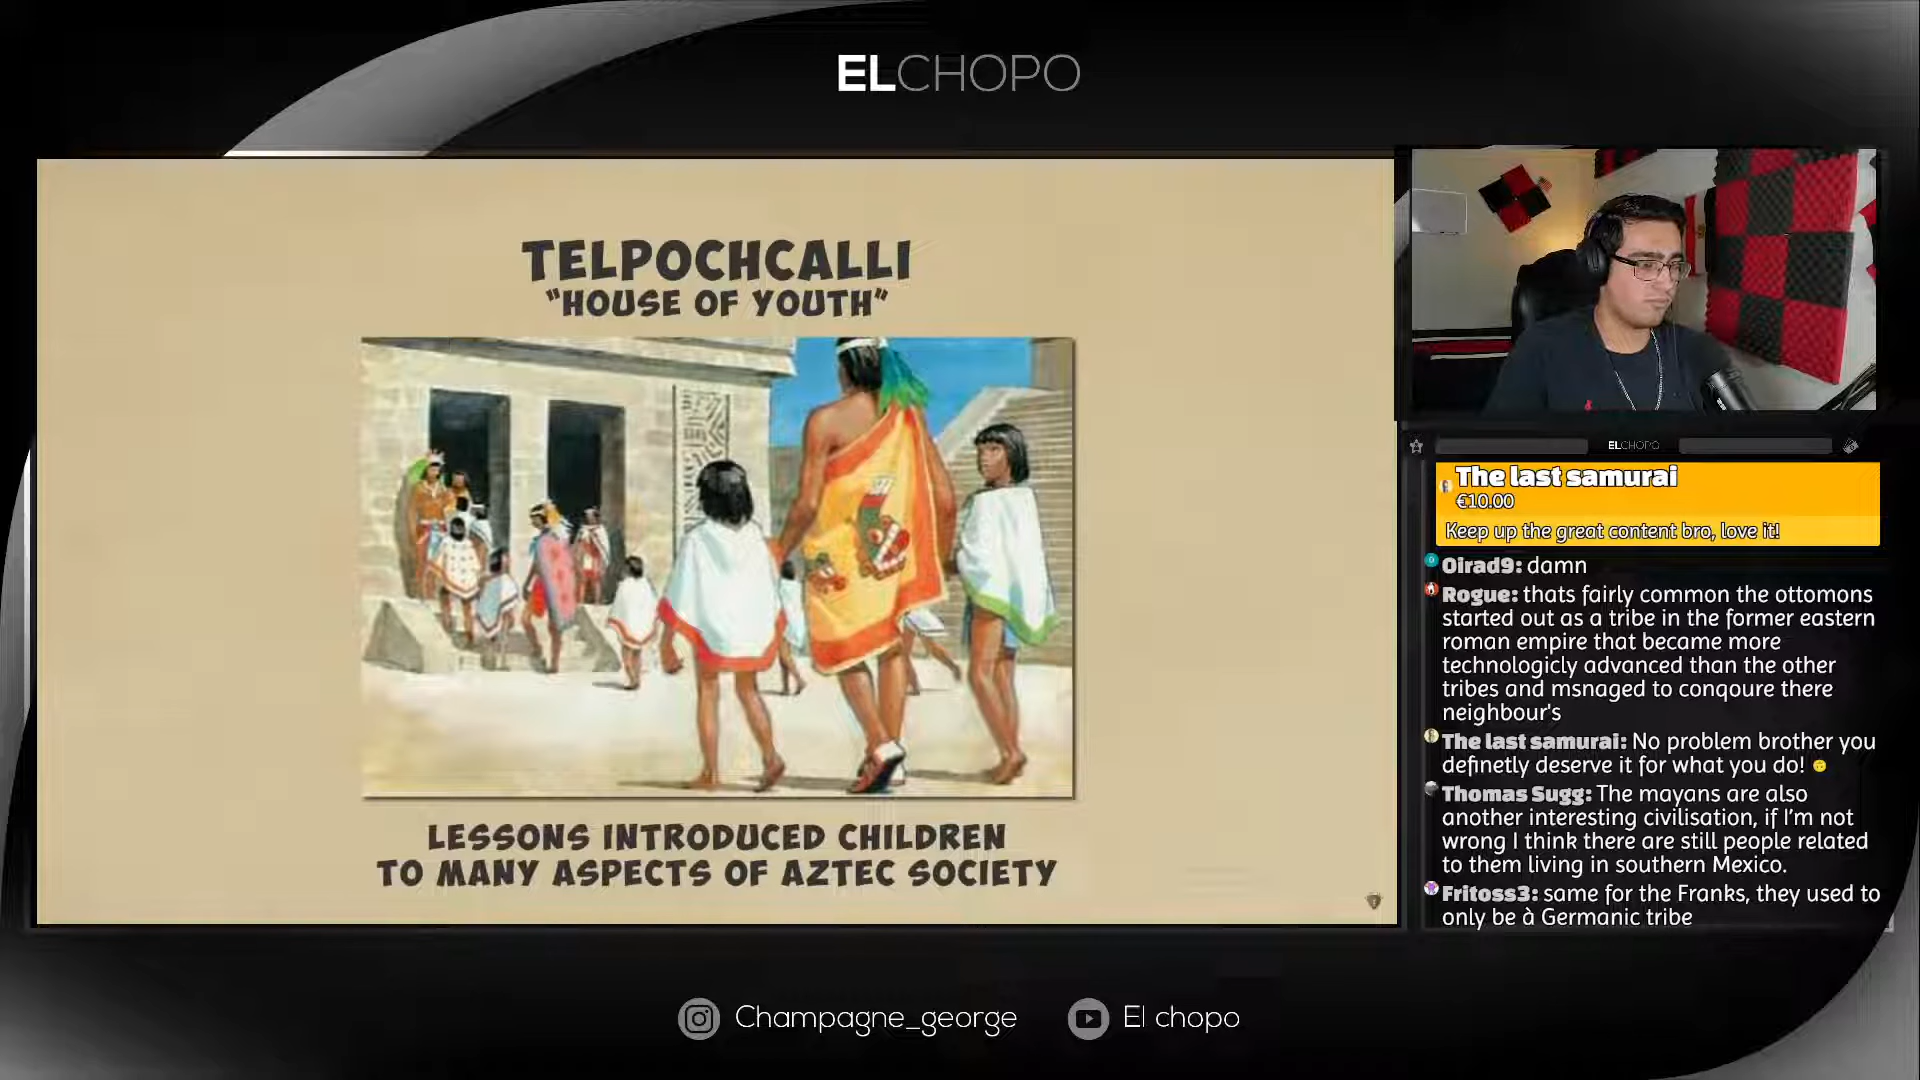 ELCHOPO
TELPOCHCALLI
"HOUSE OF YOUTH"
LESSONS INTRODUCED CHILDREN
TO MANY ASPECTS OF AZTEC SOCIETY
ELCHOPO
The last samurai
€10.00
Keep up the great content bro, love it!
Oirad9: damn
Rogue: thats fairly common the ottomons
started out as a tribe in the former eastern
roman empire that became more
technologicly advanced than the other
tribes and msnaged to conqoure there
neighbour's
The last samurai: No problem brother you
definetly deserve it for what you do!
Thomas Sugg: The mayans are also
another interesting civilisation, if I'm not
wrong I think there are still people related
to them living in southern Mexico.
Fritoss3: same for the Franks, they used to
only be à Germanic tribe
Champagne_george
El chopo